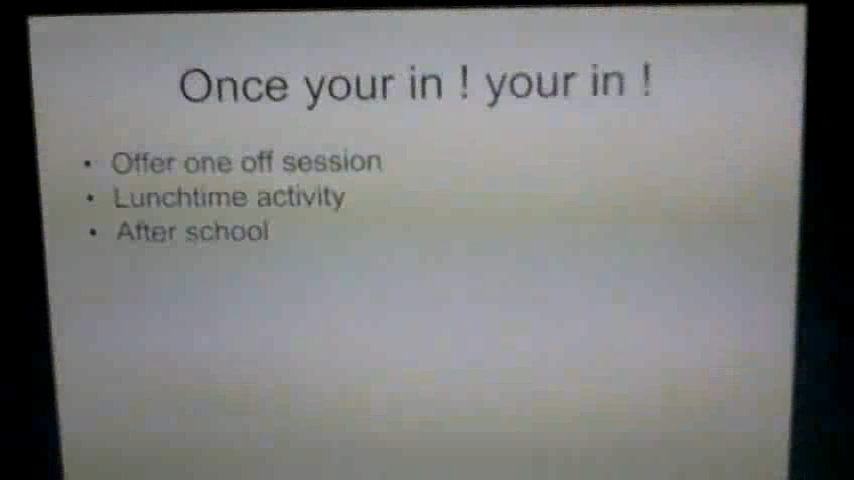 Once your in ! your in !
• Offer one off session
• Lunchtime activity
• After school